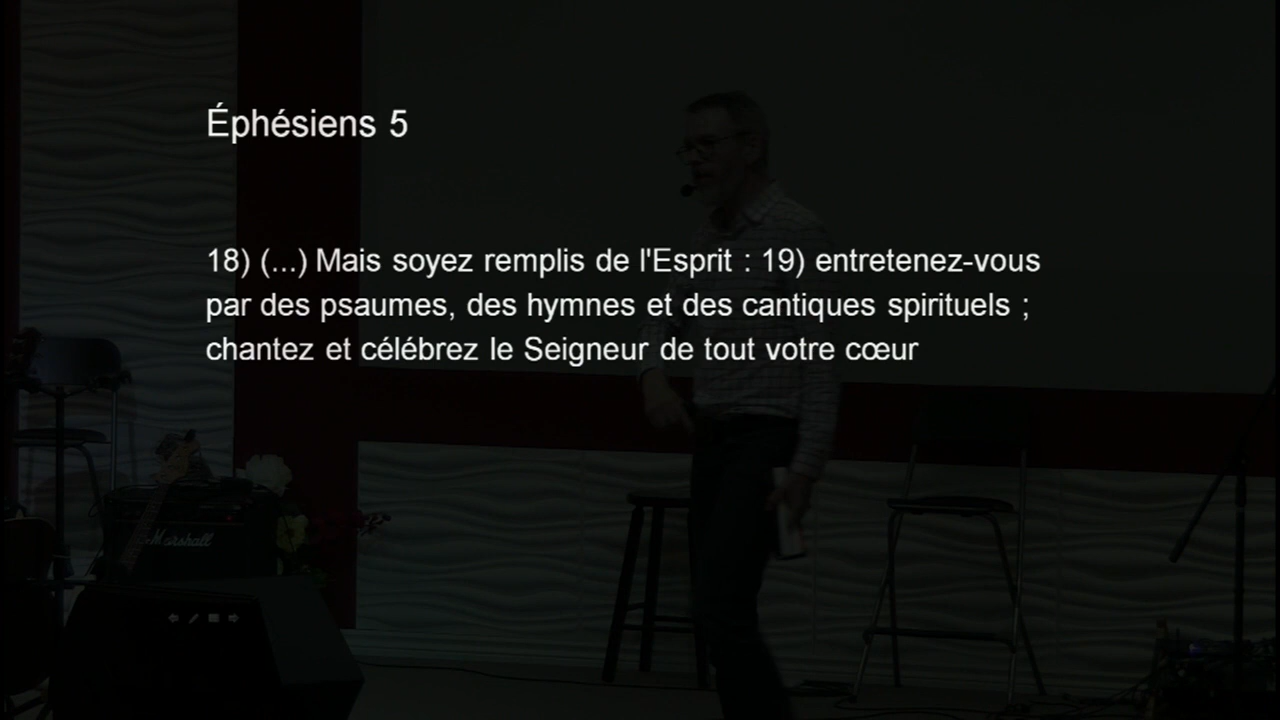 Éphésiens 5
18) (...) Mais soyez remplis de l'Esprit : 19) entretenez-vous
par des psaumes, des hymnes et des cantiques spirituels ;
chantez et célébrez le Seigneur de tout votre cœur
Marshall